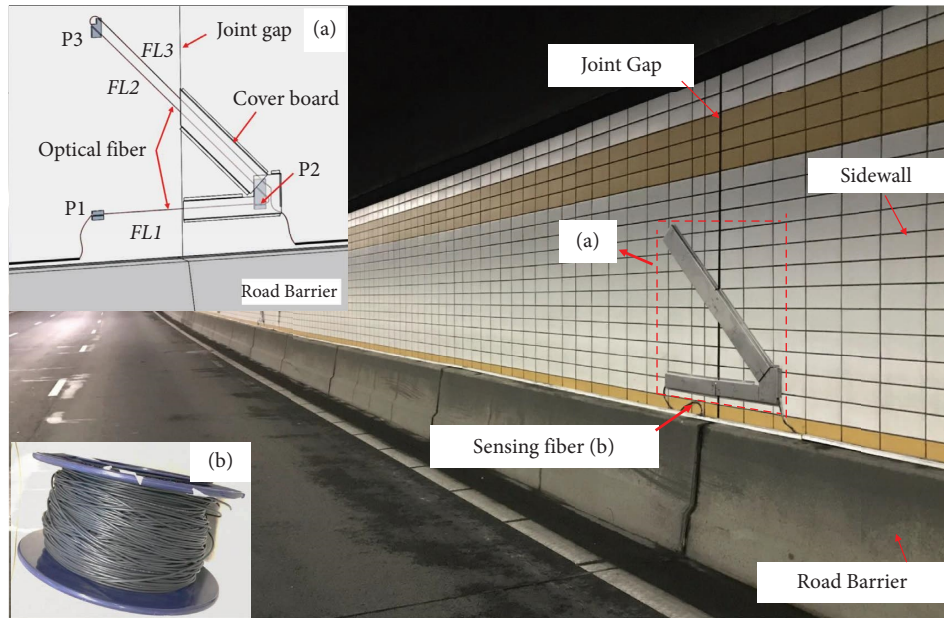 (a)
Joint gap
P3
FL3
FL2
Cover board
Optical fiber
P2
P1
FL1
Road Barrier
Joint Gap
Sidewall
(a)
Sensing fiber (b)
(b)
Road Barrier